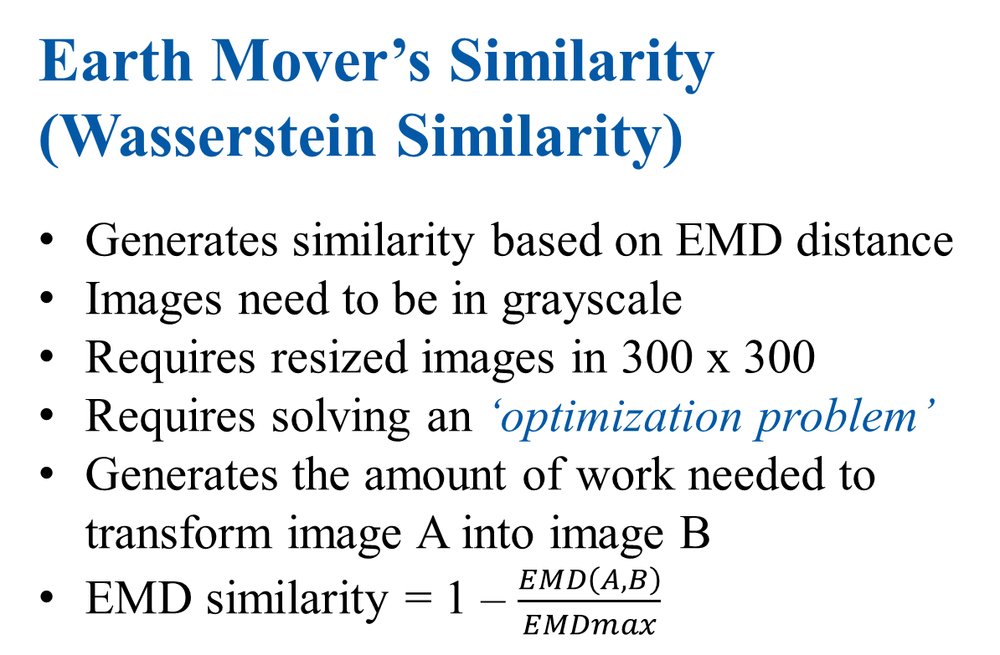 Earth Mover’s Similarity
(Wasserstein Similarity)
• Generates similarity based on EMD distance
• Images need to be in grayscale
• Requires resized images in 300 x 300
• Requires solving an ‘optimization problem’
• Generates the amount of work needed to
transform image A into image B
• EMD similarity = 1 – EMD(A,B)/EMDmax